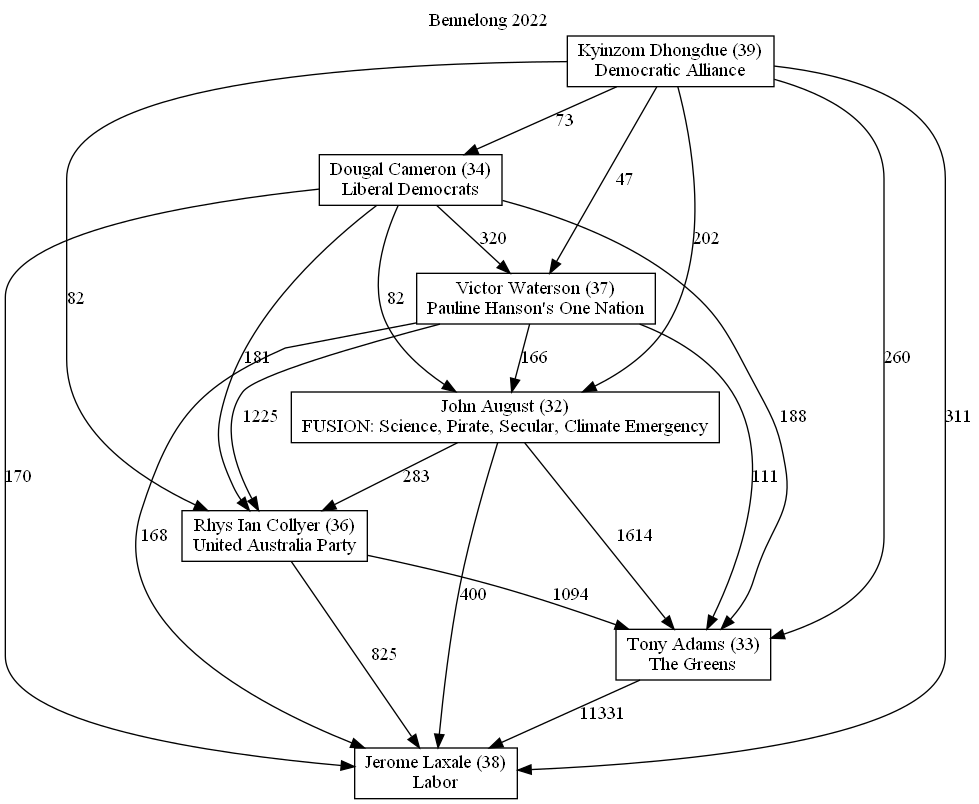 Bennelong 2022
Kyinzom Dhongdue (39)
Democratic Alliance
73
Dougal Cameron (34)
Liberal Democrats
47
320
202
Victor Waterson (37)
Pauline Hanson's One Nation
82
82
181
166
260
John August (32)
FUSION: Science, Pirate, Secular, Climate Emergency
1225
188
311
170
283
111
Rhys Ian Collyer (36)
United Australia Party
168
1614
400
1094
Tony Adams (33)
The Greens
825
11331
Jerome Laxale (38)
Labor